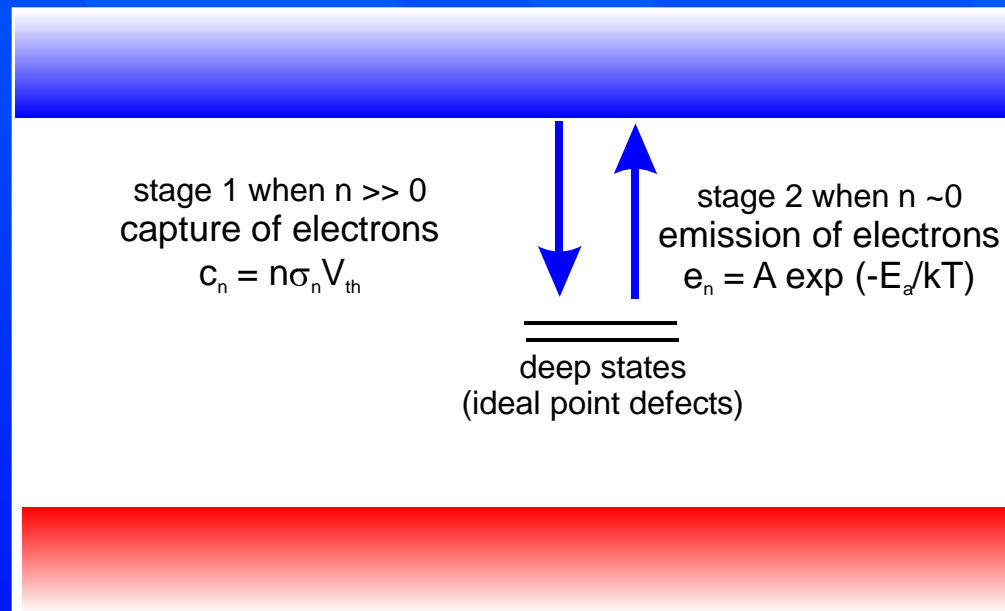 stage 1 when n >> 0
capture of electrons
cₙ = nσₙVₜₕ
stage 2 when n ~0
emission of electrons
eₙ = A exp (-Eₐ/kT)
deep states
(ideal point defects)